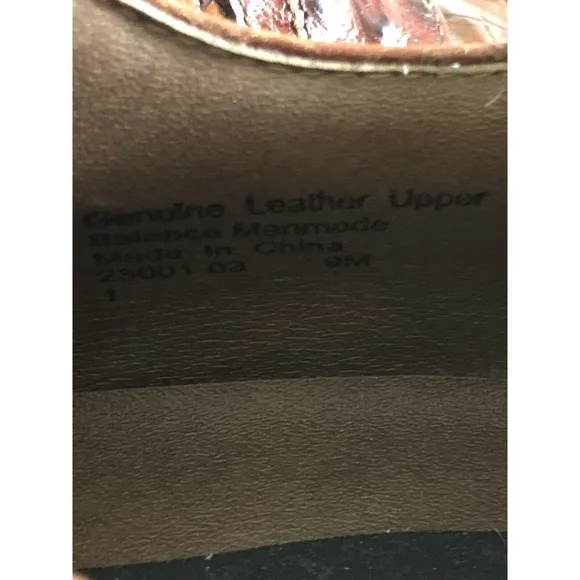 Genuine Leather Upper
Balance Manmade
Made In China
23001 03 9M
1